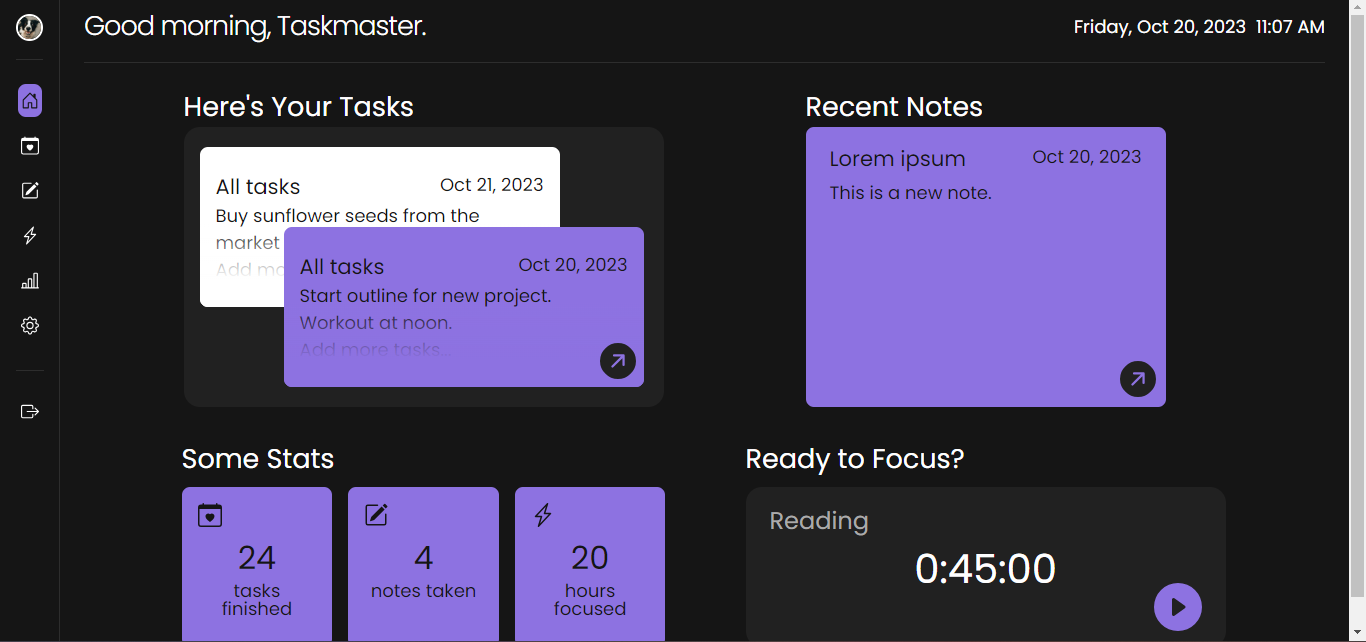 Good morning, Taskmaster.
Friday, Oct 20, 2023 11:07 AM
Here's Your Tasks
All tasks
Oct 21, 2023
Buy sunflower seeds from the
market
Add mo
All tasks
Oct 20, 2023
Start outline for new project.
Workout at noon.
Add more tasks...
Recent Notes
Lorem ipsum
Oct 20, 2023
This is a new note.
Some Stats
24
tasks
finished
4
notes taken
20
hours
focused
Ready to Focus?
Reading
0:45:00